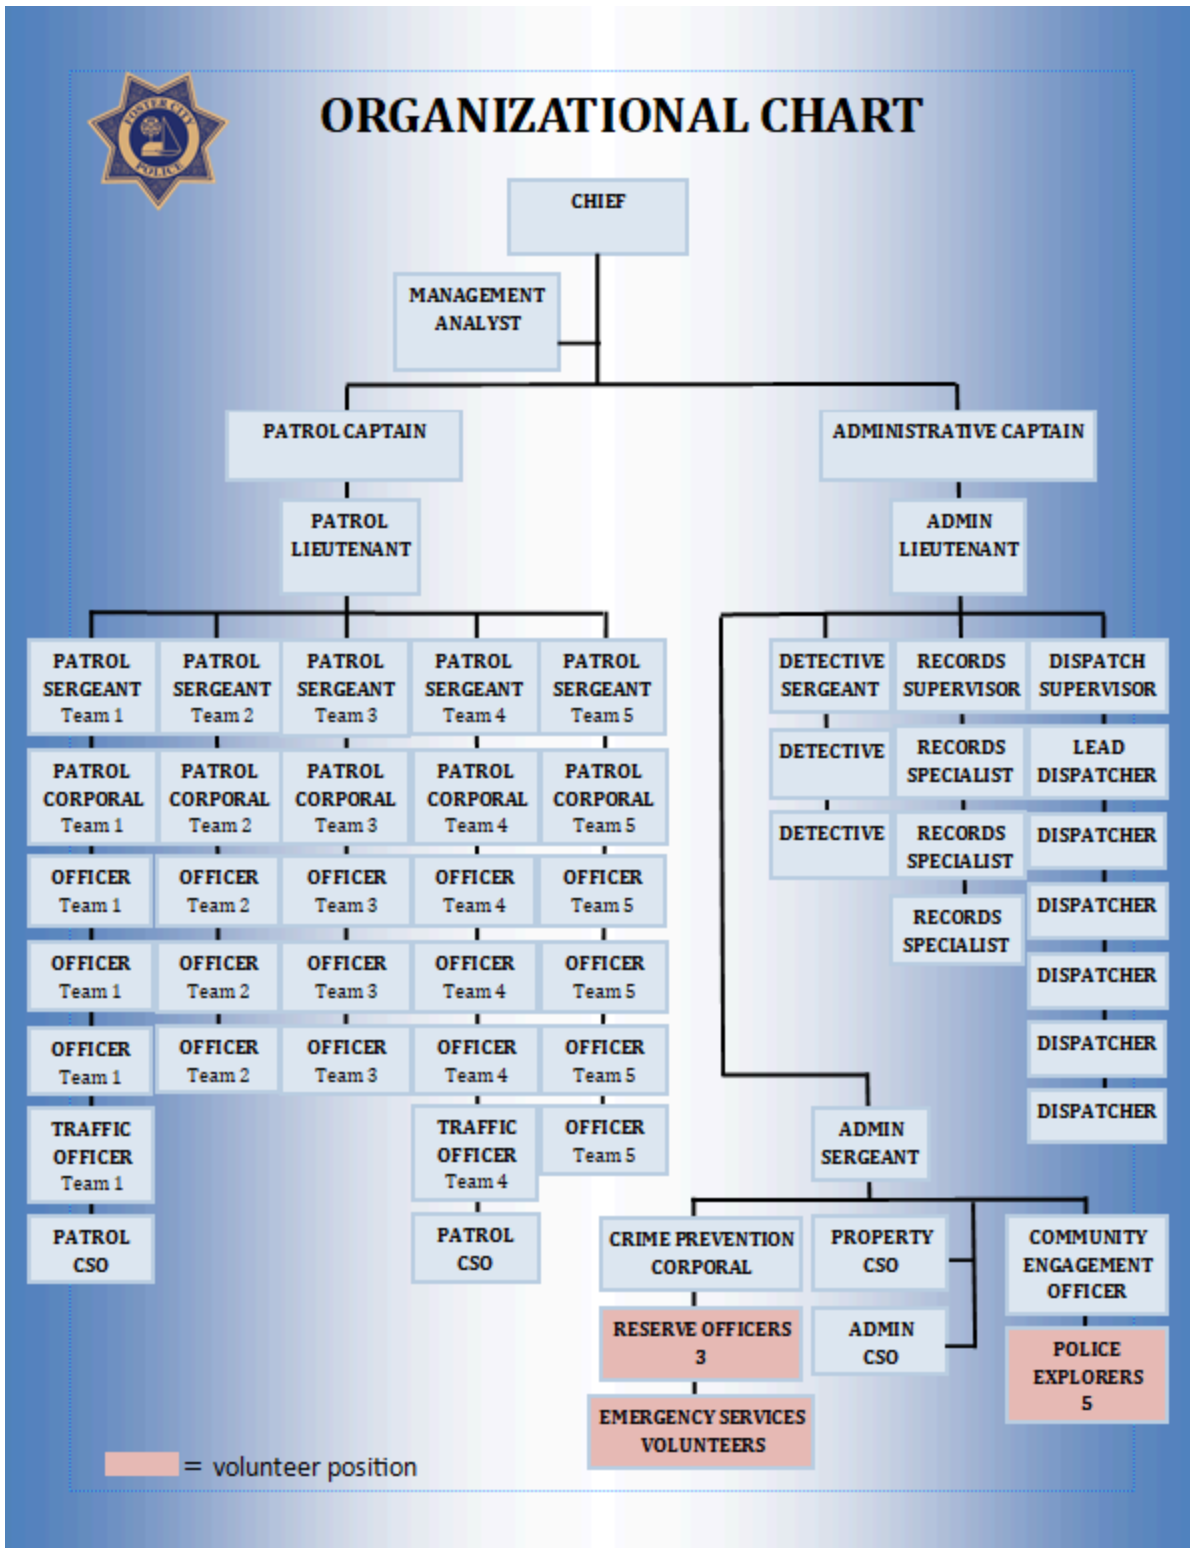 FOSTER CITY
POLICE
ORGANIZATIONAL CHART
CHIEF
MANAGEMENT
ANALYST
PATROL CAPTAIN
ADMINISTRATIVE CAPTAIN
PATROL
LIEUTENANT
ADMIN
LIEUTENANT
PATROL
SERGEANT
Team 1
PATROL
SERGEANT
Team 2
PATROL
SERGEANT
Team 3
PATROL
SERGEANT
Team 4
PATROL
SERGEANT
Team 5
PATROL
CORPORAL
Team 1
PATROL
CORPORAL
Team 2
PATROL
CORPORAL
Team 3
PATROL
CORPORAL
Team 4
PATROL
CORPORAL
Team 5
OFFICER
Team 1
OFFICER
Team 2
OFFICER
Team 3
OFFICER
Team 4
OFFICER
Team 5
OFFICER
Team 1
OFFICER
Team 2
OFFICER
Team 3
OFFICER
Team 4
OFFICER
Team 5
OFFICER
Team 1
OFFICER
Team 2
OFFICER
Team 3
OFFICER
Team 4
OFFICER
Team 5
TRAFFIC
OFFICER
Team 1
TRAFFIC
OFFICER
Team 4
OFFICER
Team 5
PATROL
CSO
PATROL
CSO
DETECTIVE
SERGEANT
DETECTIVE
DETECTIVE
RECORDS
SUPERVISOR
RECORDS
SPECIALIST
RECORDS
SPECIALIST
RECORDS
SPECIALIST
DISPATCH
SUPERVISOR
LEAD
DISPATCHER
DISPATCHER
DISPATCHER
DISPATCHER
DISPATCHER
DISPATCHER
ADMIN
SERGEANT
CRIME PREVENTION
CORPORAL
RESERVE OFFICERS
3
EMERGENCY SERVICES
VOLUNTEERS
PROPERTY
CSO
ADMIN
CSO
COMMUNITY
ENGAGEMENT
OFFICER
POLICE
EXPLORERS
5
= volunteer position